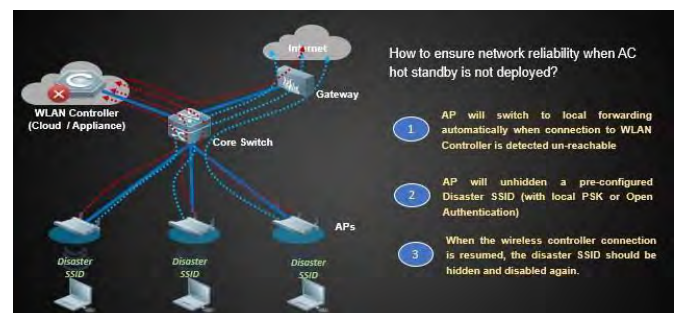 Internet
Gateway
WLAN Controller
(Cloud / Appliance)
Core Switch
APs
Disaster
SSID
Disaster
SSID
Disaster
SSID
How to ensure network reliability when AC
hot standby is not deployed?
1
AP will switch to local forwarding
automatically when connection to WLAN
Controller is detected un-reachable
2
AP will unhidden a pre-configured
Disaster SSID (with local PSK or Open
Authentication)
3
When the wireless controller connection
is resumed, the disaster SSID should be
hidden and disabled again.